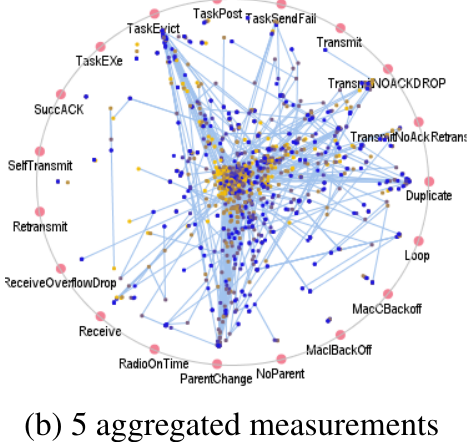 TaskPost
TaskSendFail
TaskEvict
Transmit
TaskEXe
TransmitNOACKDROP
SuccACK
TransmitNoAckRetrans
SelfTransmit
Duplicate
Retransmit
Loop
ReceiveOverflowDrop
MacCBackoff
Receive
MacIBackOff
RadioOnTime
NoParent
ParentChange
(b) 5 aggregated measurements